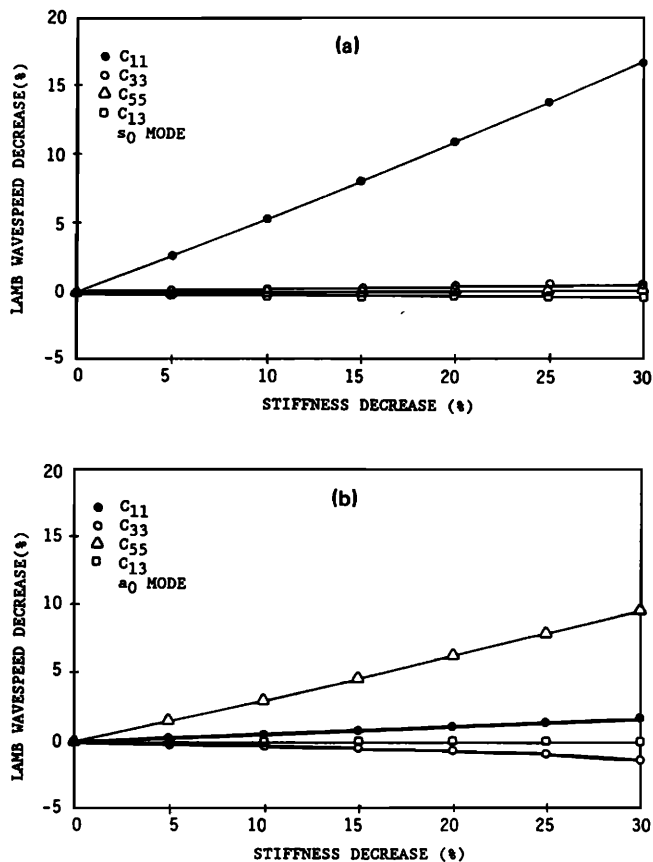 20
15
10
5
0
-5
LAMB WAVESPEED DECREASE(%)
(a)
● C11
○ C33
△ C55
□ C13
s0 MODE
0 5 10 15 20 25 30
STIFFNESS DECREASE (%)
20
15
10
5
0
-5
LAMB WAVESPEED DECREASE(%)
(b)
● C11
○ C33
△ C55
□ C13
a0 MODE
0 5 10 15 20 25 30
STIFFNESS DECREASE (%)